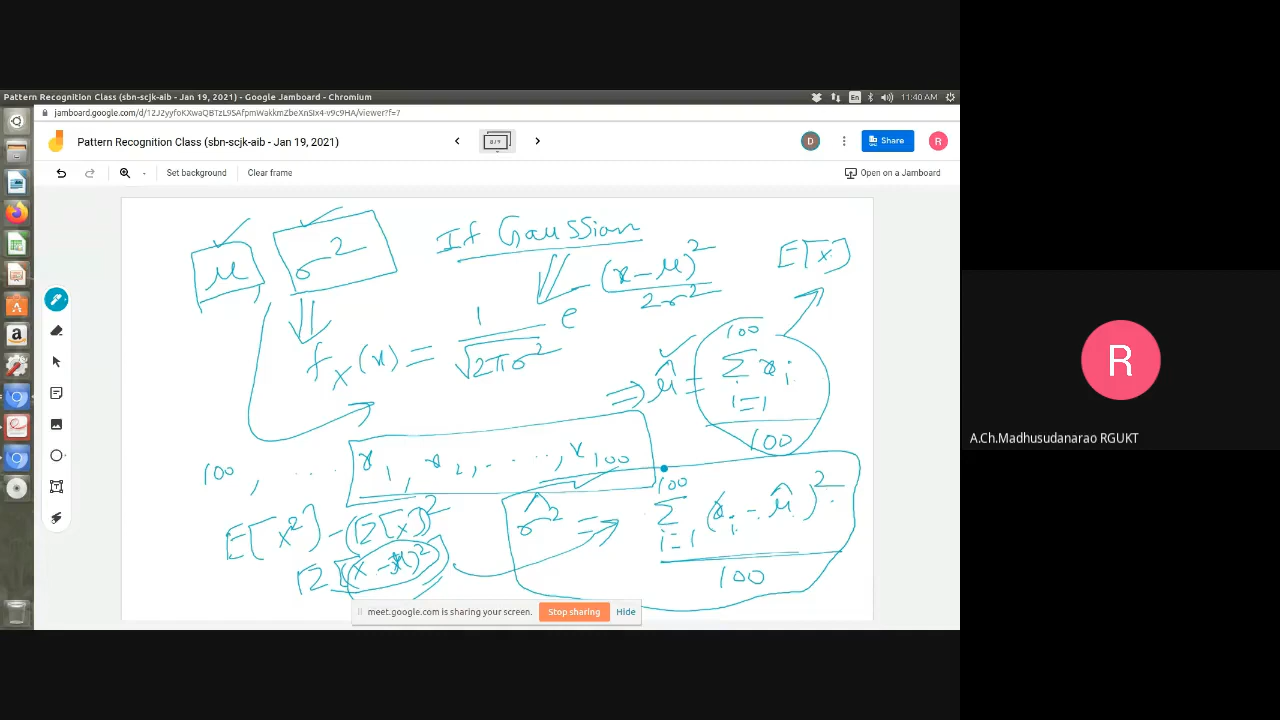 Pattern Recognition Class (sbn-scjk-aib - Jan 19, 2021) - Google Jamboard - Chromium
En 11:40 AM
Pattern Recognition Class (sbn-scjk-aib - Jan 19, 2021)
D
Share
R
Set background
Clear frame
Open on a Jamboard
μ
σ²
If Gaussian
(x-μ)²
2σ²
e
E[x]
f_X(x) = 1 / √2πσ²
⇒ μ̂ = Σ x_i
100
i=1
100
100, .... x₁, x₂, ....., x₁₀₀
E[x²] - (E[x])²
σ̂² ⇒ Σ (x_i - μ̂)²
100
i=1
100
R
A.Ch.Madhusudanarao RGUKT
meet.google.com is sharing your screen.
Stop sharing
Hide